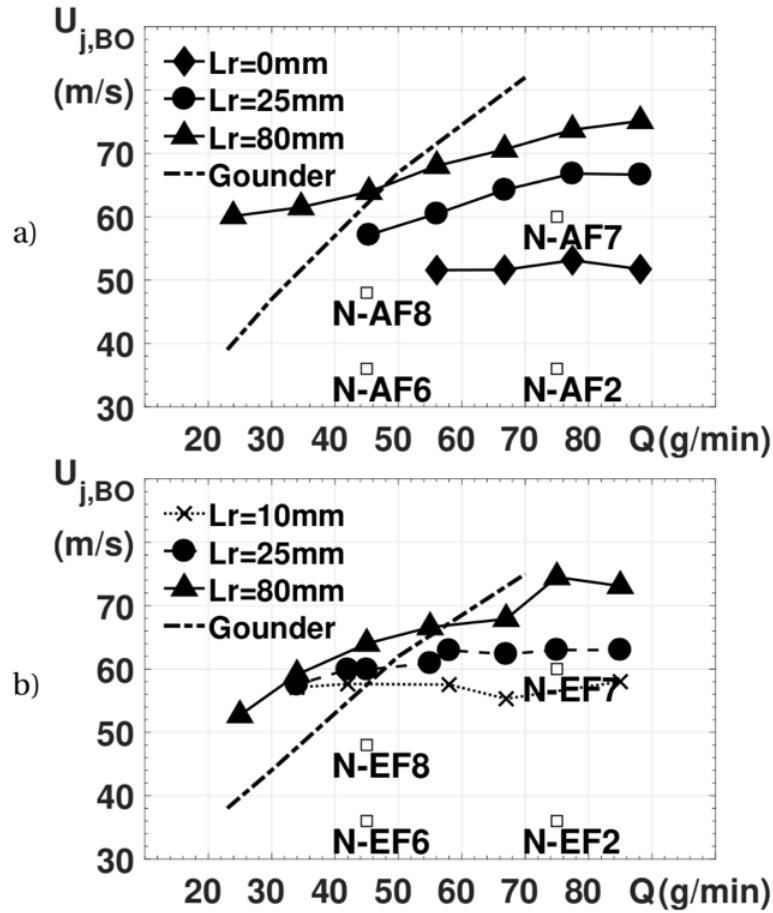 a)
U_{j,BO}
(m/s)
Lr=0mm
Lr=25mm
Lr=80mm
Gounder
70
60
50
40
30
N-AF7
N-AF8
N-AF6
N-AF2
20 30 40 50 60 70 80 Q(g/min)
b)
U_{j,BO}
(m/s)
Lr=10mm
Lr=25mm
Lr=80mm
Gounder
70
60
50
40
30
N-EF7
N-EF8
N-EF6
N-EF2
20 30 40 50 60 70 80 Q(g/min)